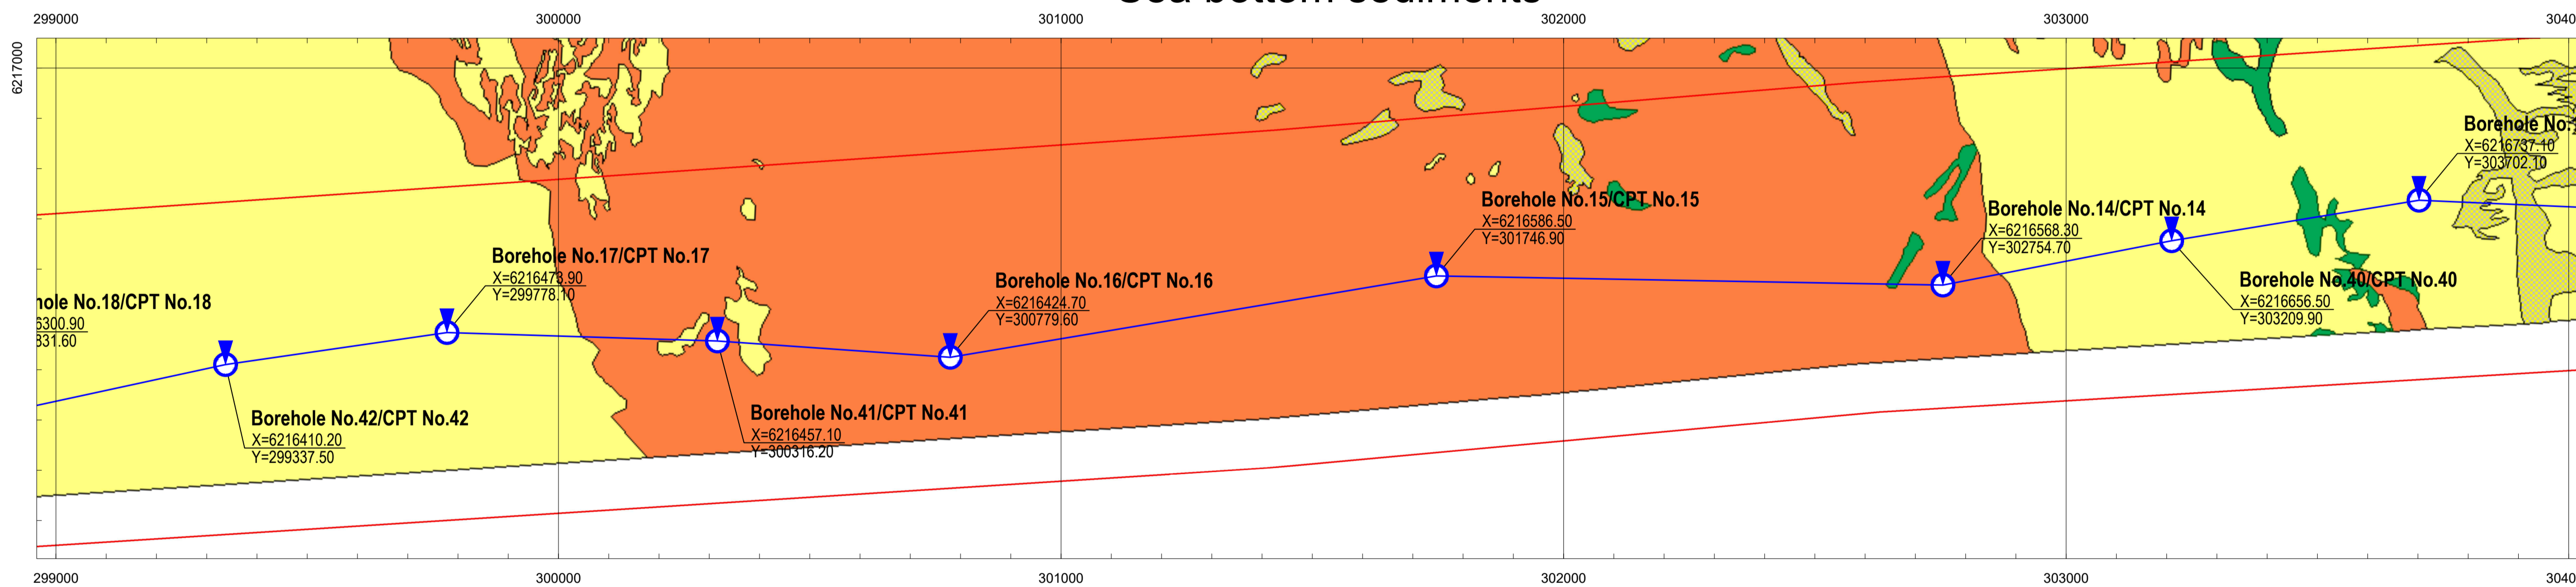 299000
300000
301000
302000
303000
6217000
Borehole No.
X=6216737.10
Y=303702.10
Borehole No.15/CPT No.15
X=6216586.50
Y=301746.90
Borehole No.14/CPT No.14
X=6216568.30
Y=302754.70
Borehole No.17/CPT No.17
X=6216473.90
Y=299778.10
Borehole No.16/CPT No.16
X=6216424.70
Y=300779.60
Borehole No.40/CPT No.40
X=6216656.50
Y=303209.90
No.18/CPT No.18
6300.90
331.60
Borehole No.42/CPT No.42
X=6216410.20
Y=299337.50
Borehole No.41/CPT No.41
X=6216457.10
Y=300316.20
299000
300000
301000
302000
303000